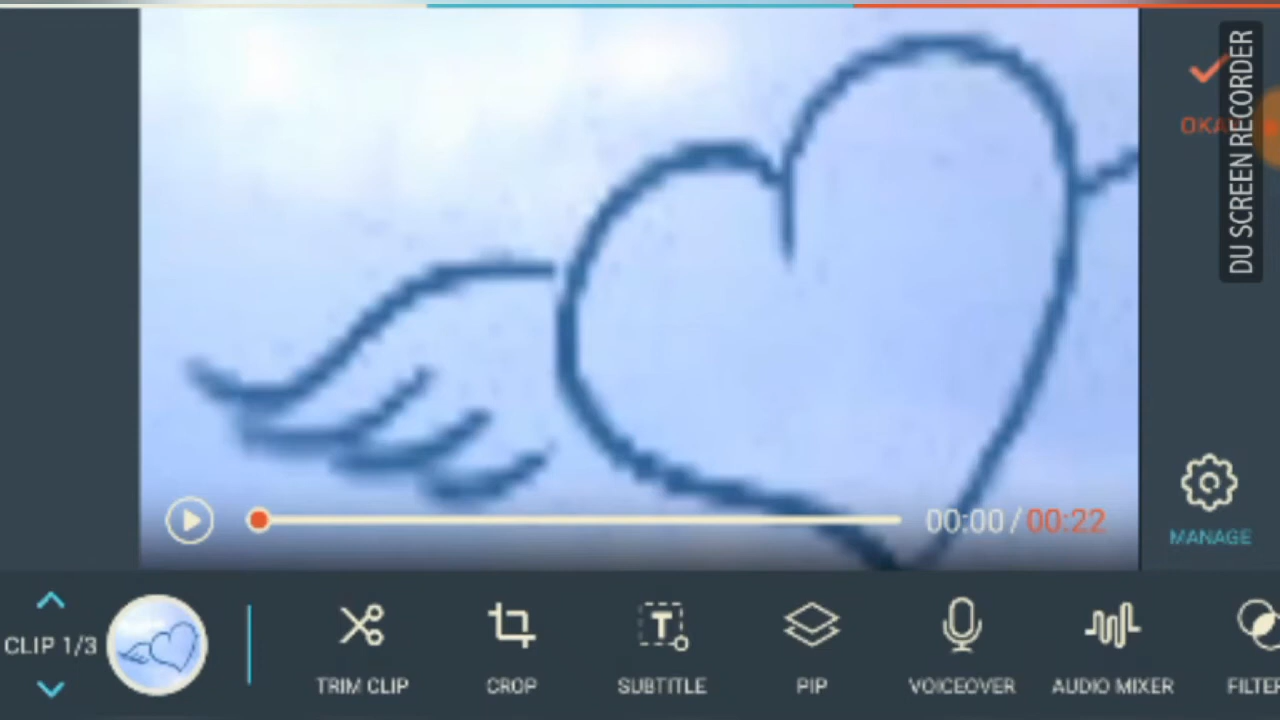 OKA
DU SCREEN RECORDER
00:00/00:22
MANAGE
CLIP 1/3
TRIM CLIP
CROP
SUBTITLE
PIP
VOICEOVER
AUDIO MIXER
FILTER